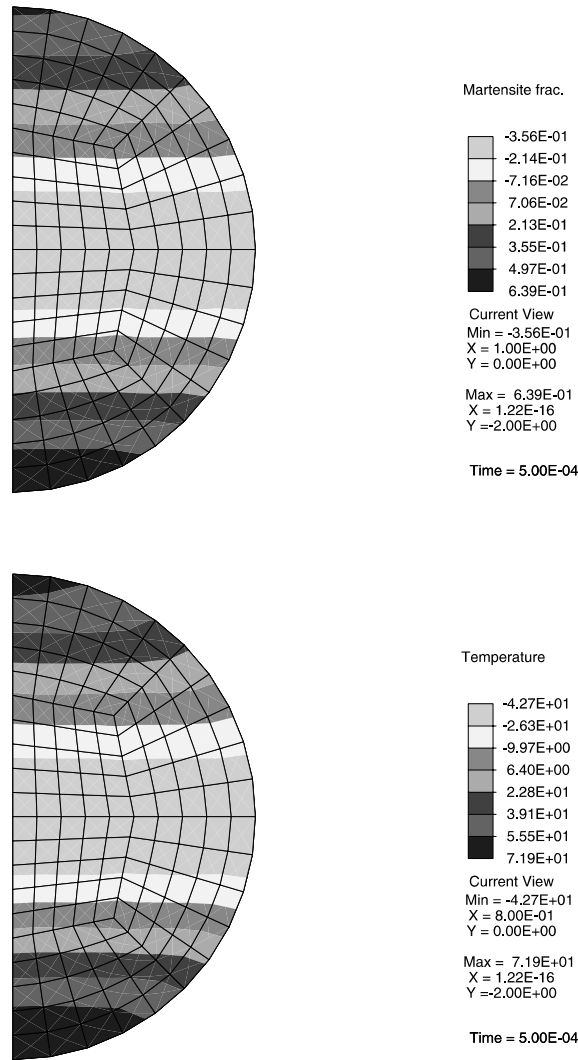 Martensite frac.
-3.56E-01
-2.14E-01
-7.16E-02
7.06E-02
2.13E-01
3.55E-01
4.97E-01
6.39E-01
Current View
Min = -3.56E-01
X = 1.00E+00
Y = 0.00E+00
Max = 6.39E-01
X = 1.22E-16
Y =-2.00E+00
Time = 5.00E-04
Temperature
-4.27E+01
-2.63E+01
-9.97E+00
6.40E+00
2.28E+01
3.91E+01
5.55E+01
7.19E+01
Current View
Min = -4.27E+01
X = 8.00E-01
Y = 0.00E+00
Max = 7.19E+01
X = 1.22E-16
Y =-2.00E+00
Time = 5.00E-04